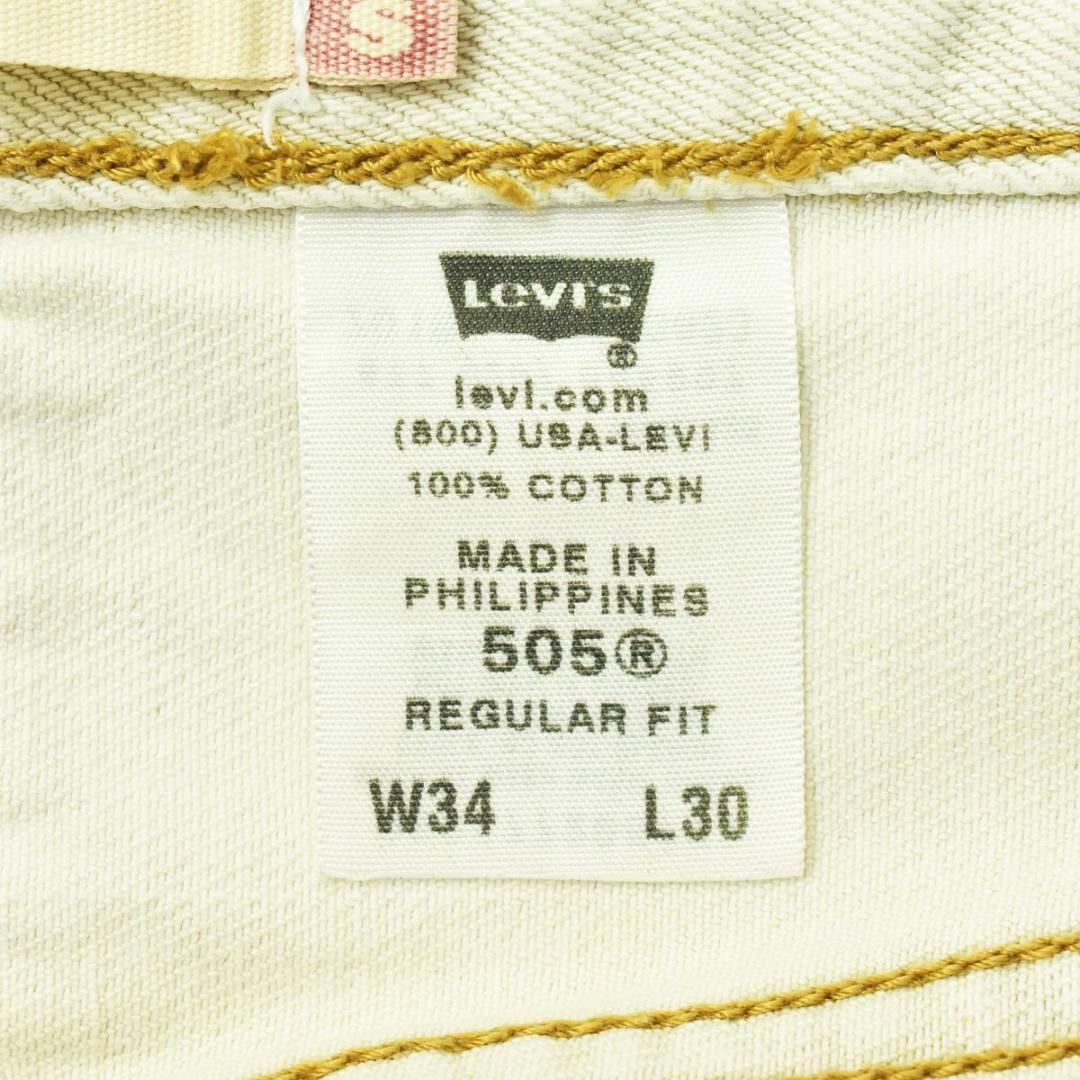 S
Levi's
®
levi.com
(800) USA-LEVI
100% COTTON
MADE IN
PHILIPPINES
505®
REGULAR FIT
W34 L30